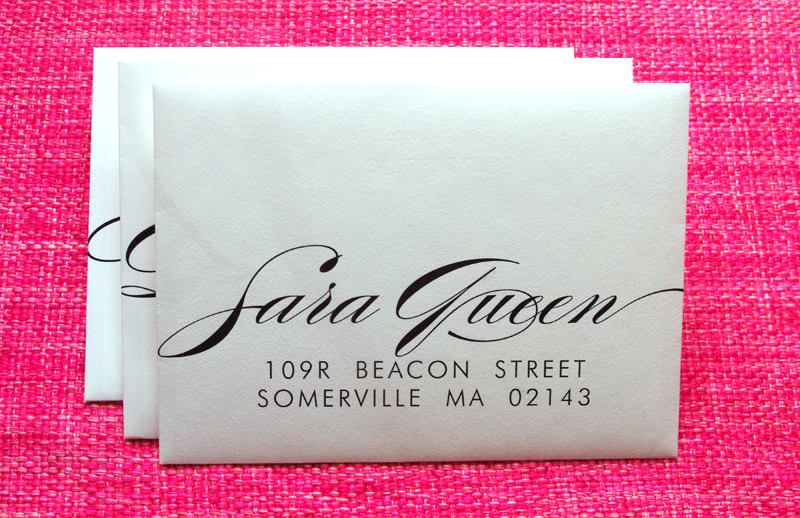 Sara Queen
109R BEACON STREET
SOMERVILLE MA 02143